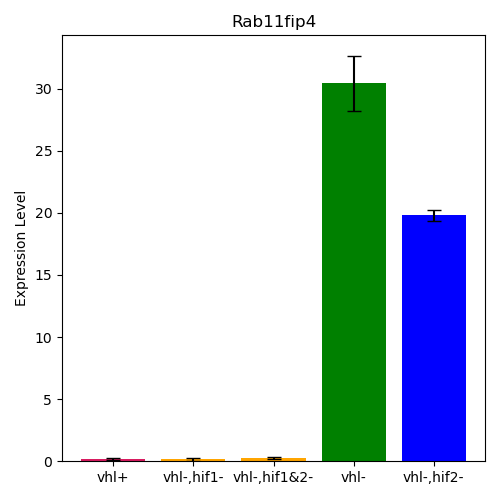 Rab11fip4
Expression Level
30
25
20
15
10
5
0
vhl+
vhl-,hif1-
vhl-,hif1&2-
vhl-
vhl-,hif2-